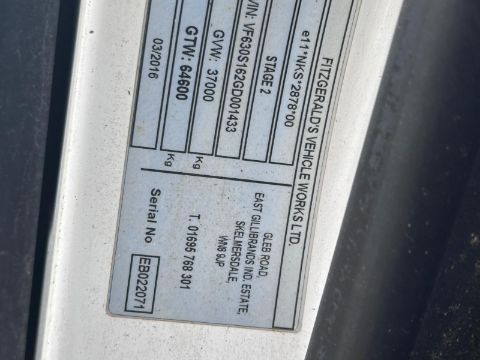 FITZGERALD'S VEHICLE WORKS LTD.
e11*NKS*2878*00
STAGE 2
VIN: VF630S162GD001433
GVW: 37000 Kg
GTW: 64600 Kg
03/2016
GLEB ROAD,
EAST GILLIBRANDS IND. ESTATE,
SKELMERSDALE,
WN8 9JP
T. 01695 768 301
Serial No EB022071